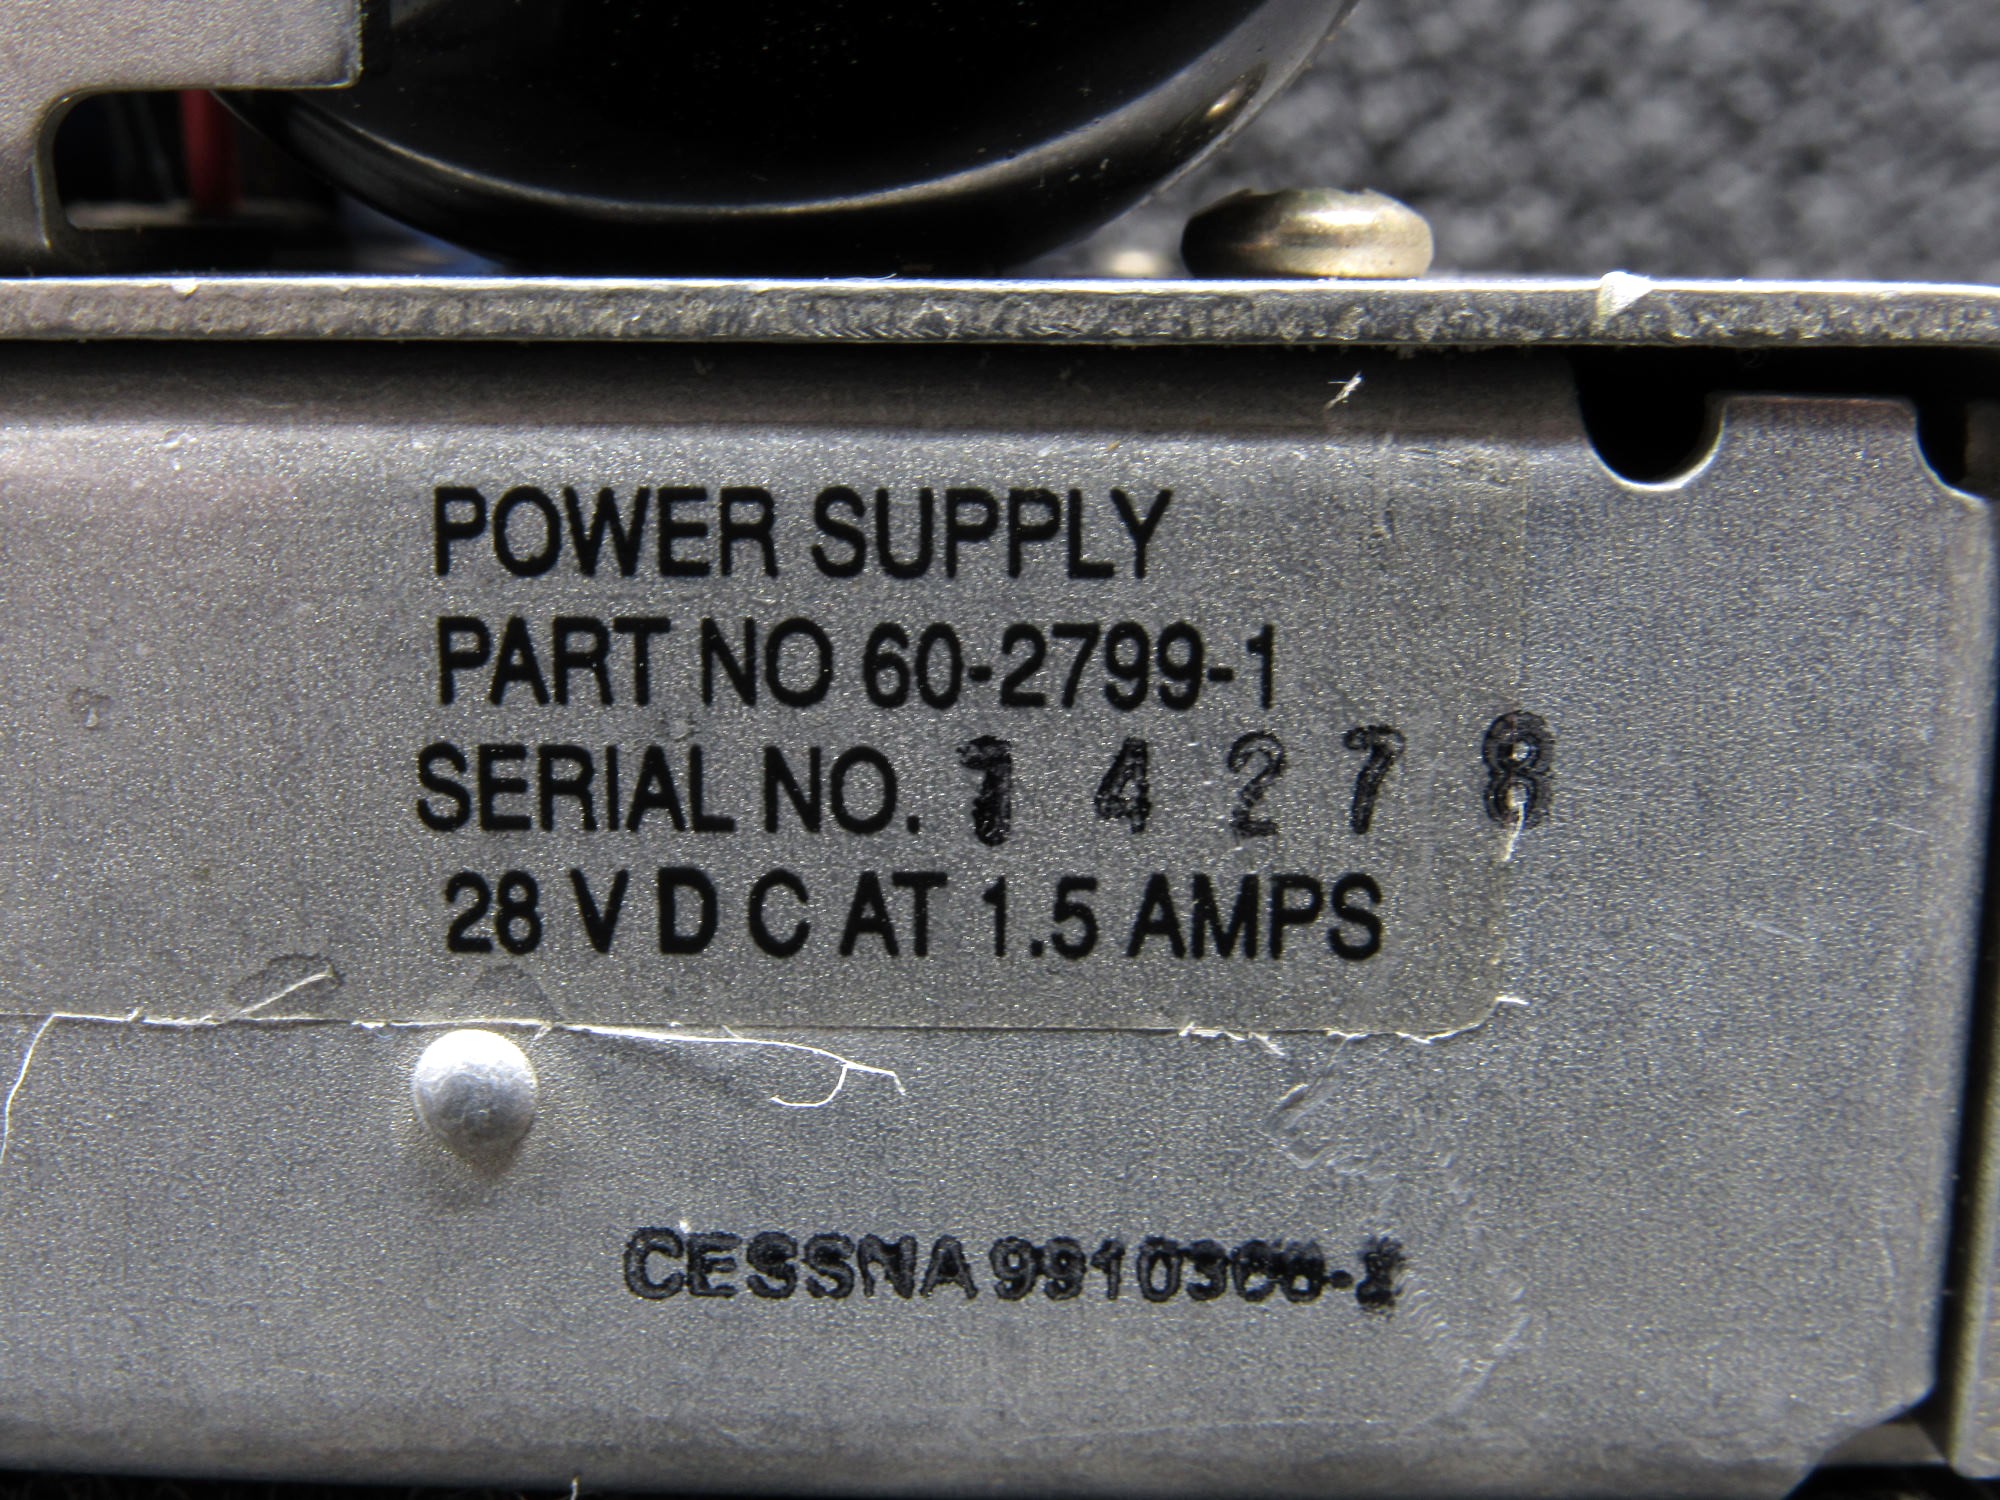 POWER SUPPLY
PART NO 60-2799-1
SERIAL NO. 14278
28 V D C AT 1.5 AMPS
CESSNA